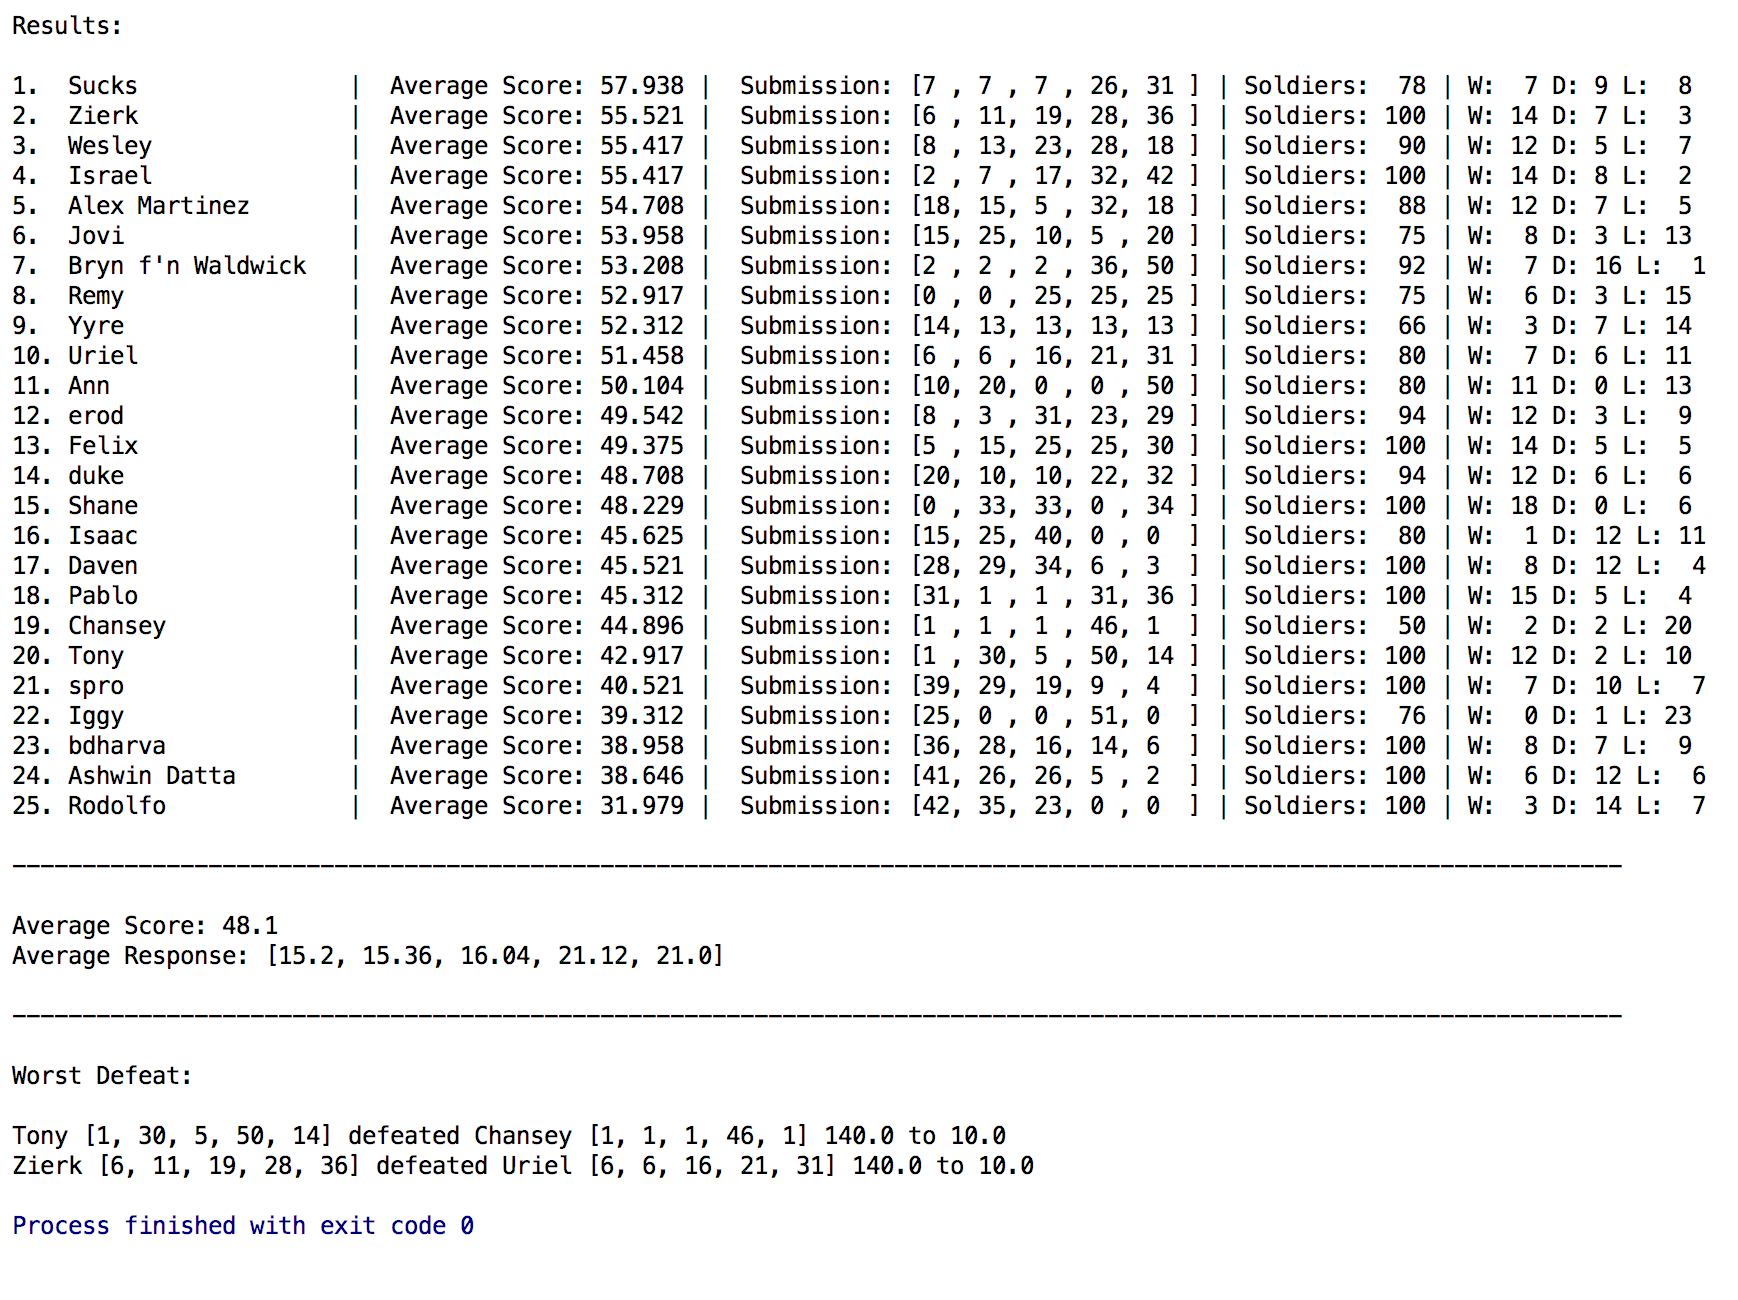 Results:
1.  Sucks               |  Average Score: 57.938 |  Submission: [7 , 7 , 7 , 26, 31 ] | Soldiers:  78 | W:  7 D: 9 L:  8
2.  Zierk               |  Average Score: 55.521 |  Submission: [6 , 11, 19, 28, 36 ] | Soldiers: 100 | W: 14 D: 7 L:  3
3.  Wesley              |  Average Score: 55.417 |  Submission: [8 , 13, 23, 28, 18 ] | Soldiers:  90 | W: 12 D: 5 L:  7
4.  Israel              |  Average Score: 55.417 |  Submission: [2 , 7 , 17, 32, 42 ] | Soldiers: 100 | W: 14 D: 8 L:  2
5.  Alex Martinez       |  Average Score: 54.708 |  Submission: [18, 15, 5 , 32, 18 ] | Soldiers:  88 | W: 12 D: 7 L:  5
6.  Jovi                |  Average Score: 53.958 |  Submission: [15, 25, 10, 5 , 20 ] | Soldiers:  75 | W:  8 D: 3 L: 13
7.  Bryn f'n Waldwick   |  Average Score: 53.208 |  Submission: [2 , 2 , 2 , 36, 50 ] | Soldiers:  92 | W:  7 D: 16 L:  1
8.  Remy                |  Average Score: 52.917 |  Submission: [0 , 0 , 25, 25, 25 ] | Soldiers:  75 | W:  6 D: 3 L: 15
9.  Yyre                |  Average Score: 52.312 |  Submission: [14, 13, 13, 13, 13 ] | Soldiers:  66 | W:  3 D: 7 L: 14
10. Uriel               |  Average Score: 51.458 |  Submission: [6 , 6 , 16, 21, 31 ] | Soldiers:  80 | W:  7 D: 6 L: 11
11. Ann                 |  Average Score: 50.104 |  Submission: [10, 20, 0 , 0 , 50 ] | Soldiers:  80 | W: 11 D: 0 L: 13
12. erod                |  Average Score: 49.542 |  Submission: [8 , 3 , 31, 23, 29 ] | Soldiers:  94 | W: 12 D: 3 L:  9
13. Felix               |  Average Score: 49.375 |  Submission: [5 , 15, 25, 25, 30 ] | Soldiers: 100 | W: 14 D: 5 L:  5
14. duke                |  Average Score: 48.708 |  Submission: [20, 10, 10, 22, 32 ] | Soldiers:  94 | W: 12 D: 6 L:  6
15. Shane               |  Average Score: 48.229 |  Submission: [0 , 33, 33, 0 , 34 ] | Soldiers: 100 | W: 18 D: 0 L:  6
16. Isaac               |  Average Score: 45.625 |  Submission: [15, 25, 40, 0 , 0  ] | Soldiers:  80 | W:  1 D: 12 L: 11
17. Daven               |  Average Score: 45.521 |  Submission: [28, 29, 34, 6 , 3  ] | Soldiers: 100 | W:  8 D: 12 L:  4
18. Pablo               |  Average Score: 45.312 |  Submission: [31, 1 , 1 , 31, 36 ] | Soldiers: 100 | W: 15 D: 5 L:  4
19. Chansey             |  Average Score: 44.896 |  Submission: [1 , 1 , 1 , 46, 1  ] | Soldiers:  50 | W:  2 D: 2 L: 20
20. Tony                |  Average Score: 42.917 |  Submission: [1 , 30, 5 , 50, 14 ] | Soldiers: 100 | W: 12 D: 2 L: 10
21. spro                |  Average Score: 40.521 |  Submission: [39, 29, 19, 9 , 4  ] | Soldiers: 100 | W:  7 D: 10 L:  7
22. Iggy                |  Average Score: 39.312 |  Submission: [25, 0 , 0 , 51, 0  ] | Soldiers:  76 | W:  0 D: 1 L: 23
23. bdharva             |  Average Score: 38.958 |  Submission: [36, 28, 16, 14, 6  ] | Soldiers: 100 | W:  8 D: 7 L:  9
24. Ashwin Datta        |  Average Score: 38.646 |  Submission: [41, 26, 26, 5 , 2  ] | Soldiers: 100 | W:  6 D: 12 L:  6
25. Rodolfo             |  Average Score: 31.979 |  Submission: [42, 35, 23, 0 , 0  ] | Soldiers: 100 | W:  3 D: 14 L:  7
Average Score: 48.1
Average Response: [15.2, 15.36, 16.04, 21.12, 21.0]
Worst Defeat:
Tony [1, 30, 5, 50, 14] defeated Chansey [1, 1, 1, 46, 1] 140.0 to 10.0
Zierk [6, 11, 19, 28, 36] defeated Uriel [6, 6, 16, 21, 31] 140.0 to 10.0
Process finished with exit code 0